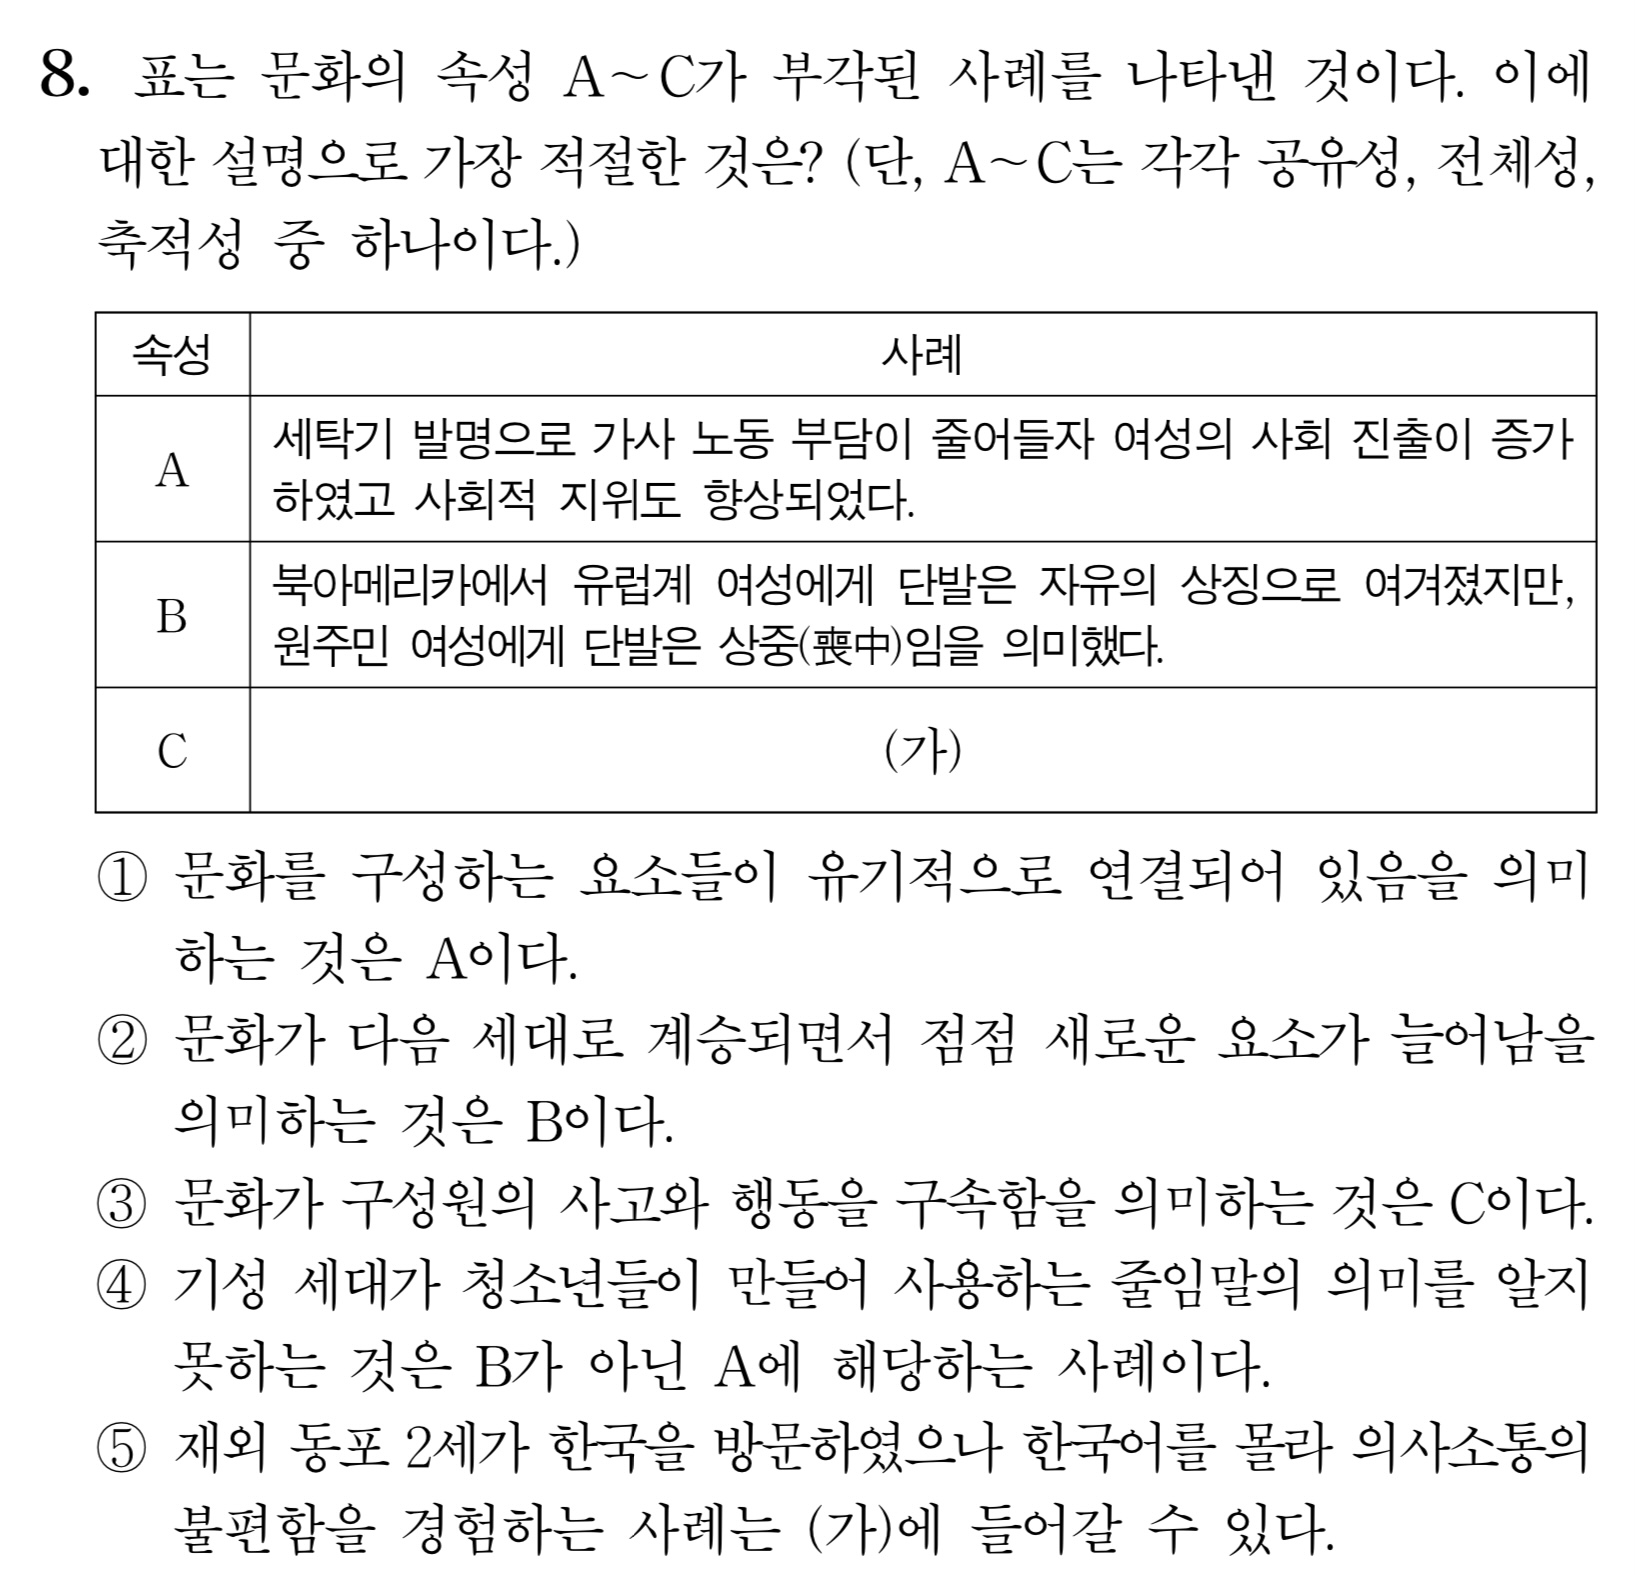 8. 표는 문화의 속성 A~C가 부각된 사례를 나타낸 것이다. 이에
대한 설명으로 가장 적절한 것은? (단, A~C는 각각 공유성, 전체성,
축적성 중 하나이다.)
속성 사례
A 세탁기 발명으로 가사 노동 부담이 줄어들자 여성의 사회 진출이 증가
하였고 사회적 지위도 향상되었다.
B 북아메리카에서 유럽계 여성에게 단발은 자유의 상징으로 여겨졌지만,
원주민 여성에게 단발은 상중(喪中)임을 의미했다.
C (가)
① 문화를 구성하는 요소들이 유기적으로 연결되어 있음을 의미
하는 것은 A이다.
② 문화가 다음 세대로 계승되면서 점점 새로운 요소가 늘어남을
의미하는 것은 B이다.
③ 문화가 구성원의 사고와 행동을 구속함을 의미하는 것은 C이다.
④ 기성 세대가 청소년들이 만들어 사용하는 줄임말의 의미를 알지
못하는 것은 B가 아닌 A에 해당하는 사례이다.
⑤ 재외 동포 2세가 한국을 방문하였으나 한국어를 몰라 의사소통의
불편함을 경험하는 사례는 (가)에 들어갈 수 있다.